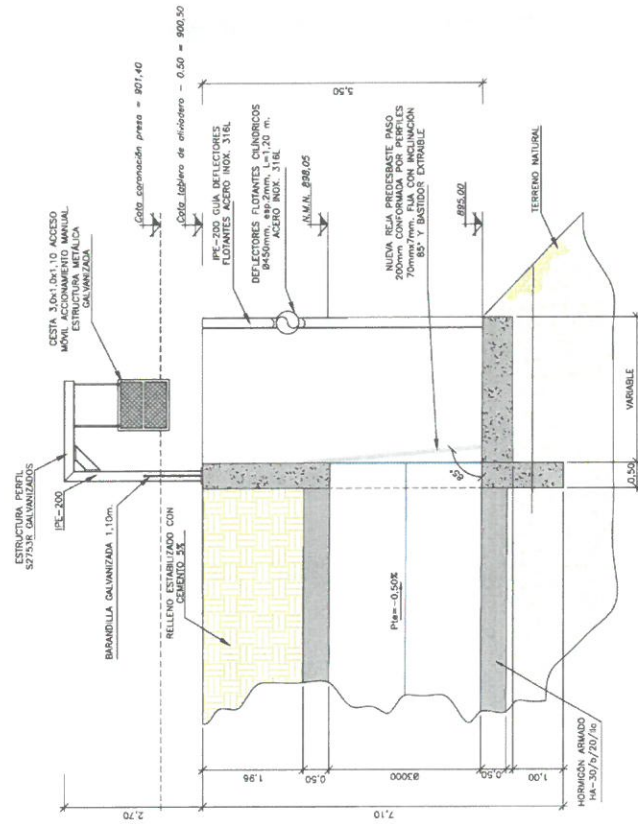 ESTRUCTURA PERFIL
S2753R GALVANIZADOS
IPE-200
BARANDILLA GALVANIZADA 1,10m.
RELLENO ESTABILIZADO CON
CEMENTO 5%
CESTA 3,0x1,0x1,10 ACCESO
MÓVIL ACCIONAMIENTO MANUAL
ESTRUCTURA METÁLICA
GALVANIZADA
Cota coronación presa = 901,40
Cota labiero de aliviadero - 0.50 = 900,50
IPE-200 GUÍA DEFLECTORES
FLOTANTES ACERO INOX. 316L
DEFLECTORES FLOTANTES CILÍNDRICOS
Ø450mm, esp.2mm, L=1,20 m.
ACERO INOX. 316L
N.M.N. 898,05
NUEVA REJA PREDESBASTE PASO
200mm CONFORMADA POR PERFILES
70mmx7mm. FIJA CON INCLINACIÓN
85° Y BASTIDOR EXTRAIBLE
895,00
TERRENO NATURAL
5,50
85°
Pte=-0,50%
2,70
7,10
1,96
0,50
Ø3000
0,50
1,00
0,50
VARIABLE
HORMIGÓN ARMADO
HA-30/b/20/IIa